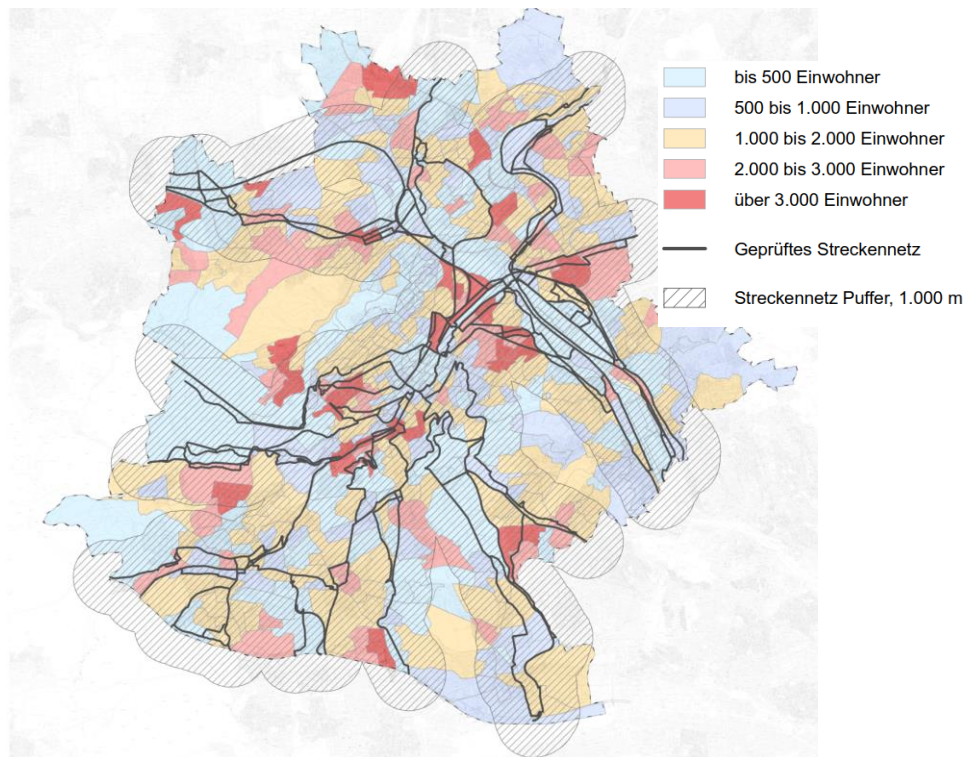 bis 500 Einwohner
500 bis 1.000 Einwohner
1.000 bis 2.000 Einwohner
2.000 bis 3.000 Einwohner
über 3.000 Einwohner
Geprüftes Streckennetz
Streckennetz Puffer, 1.000 m